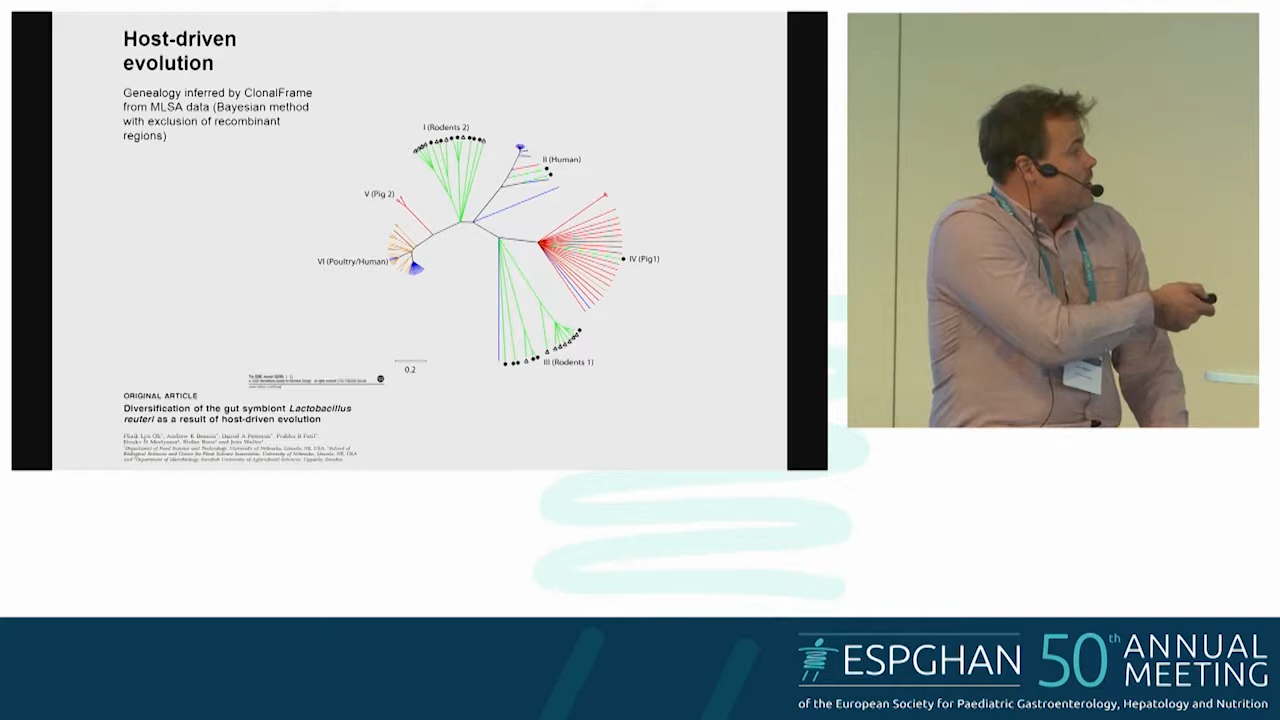 Host-driven
evolution
Genealogy inferred by ClonalFrame
from MLSA data (Bayesian method
with exclusion of recombinant
regions)
I (Rodents 2)
II (Human)
V (Pig 2)
VI (Poultry/Human)
IV (Pig1)
III (Rodents 1)
0.2
ORIGINAL ARTICLE
Diversification of the gut symbiont Lactobacillus
reuteri as a result of host-driven evolution
ESPGHAN
50th ANNUAL
MEETING
of the European Society for Paediatric Gastroenterology, Hepatology and Nutrition